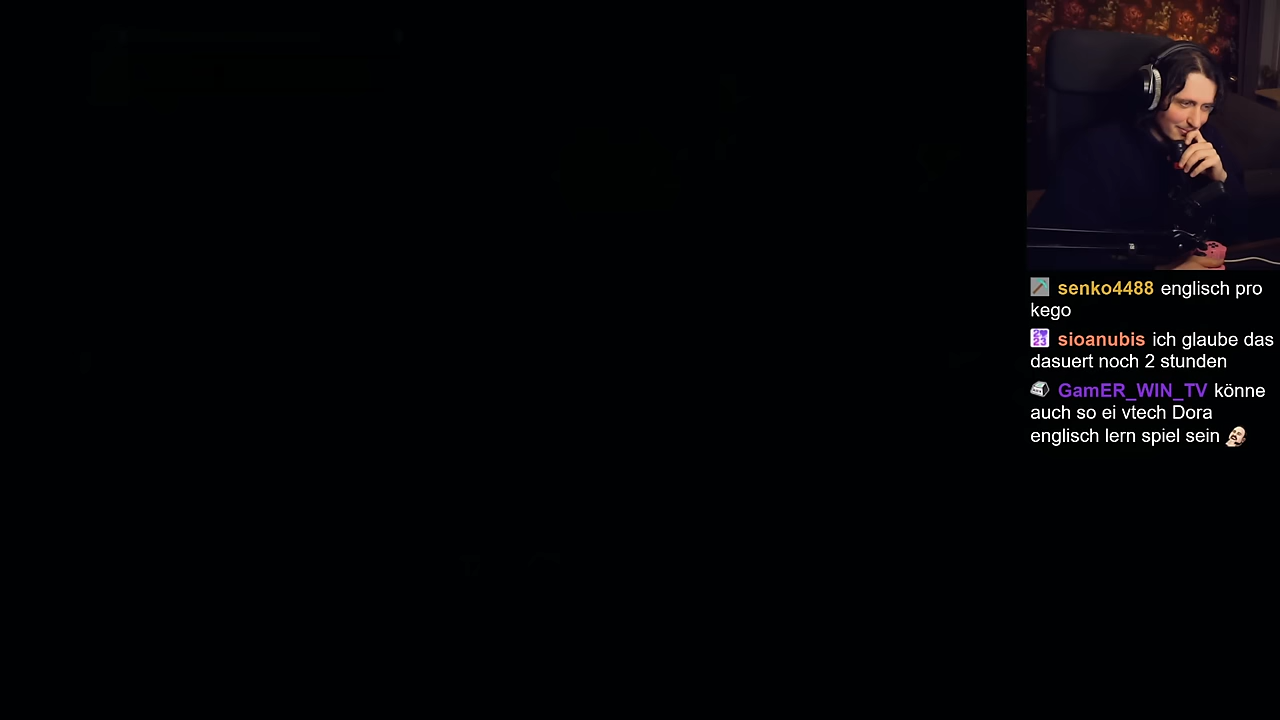 senko4488 englisch pro
kego
sioanubis ich glaube das
dasuert noch 2 stunden
GamER_WIN_TV könne
auch so ei vtech Dora
englisch lern spiel sein